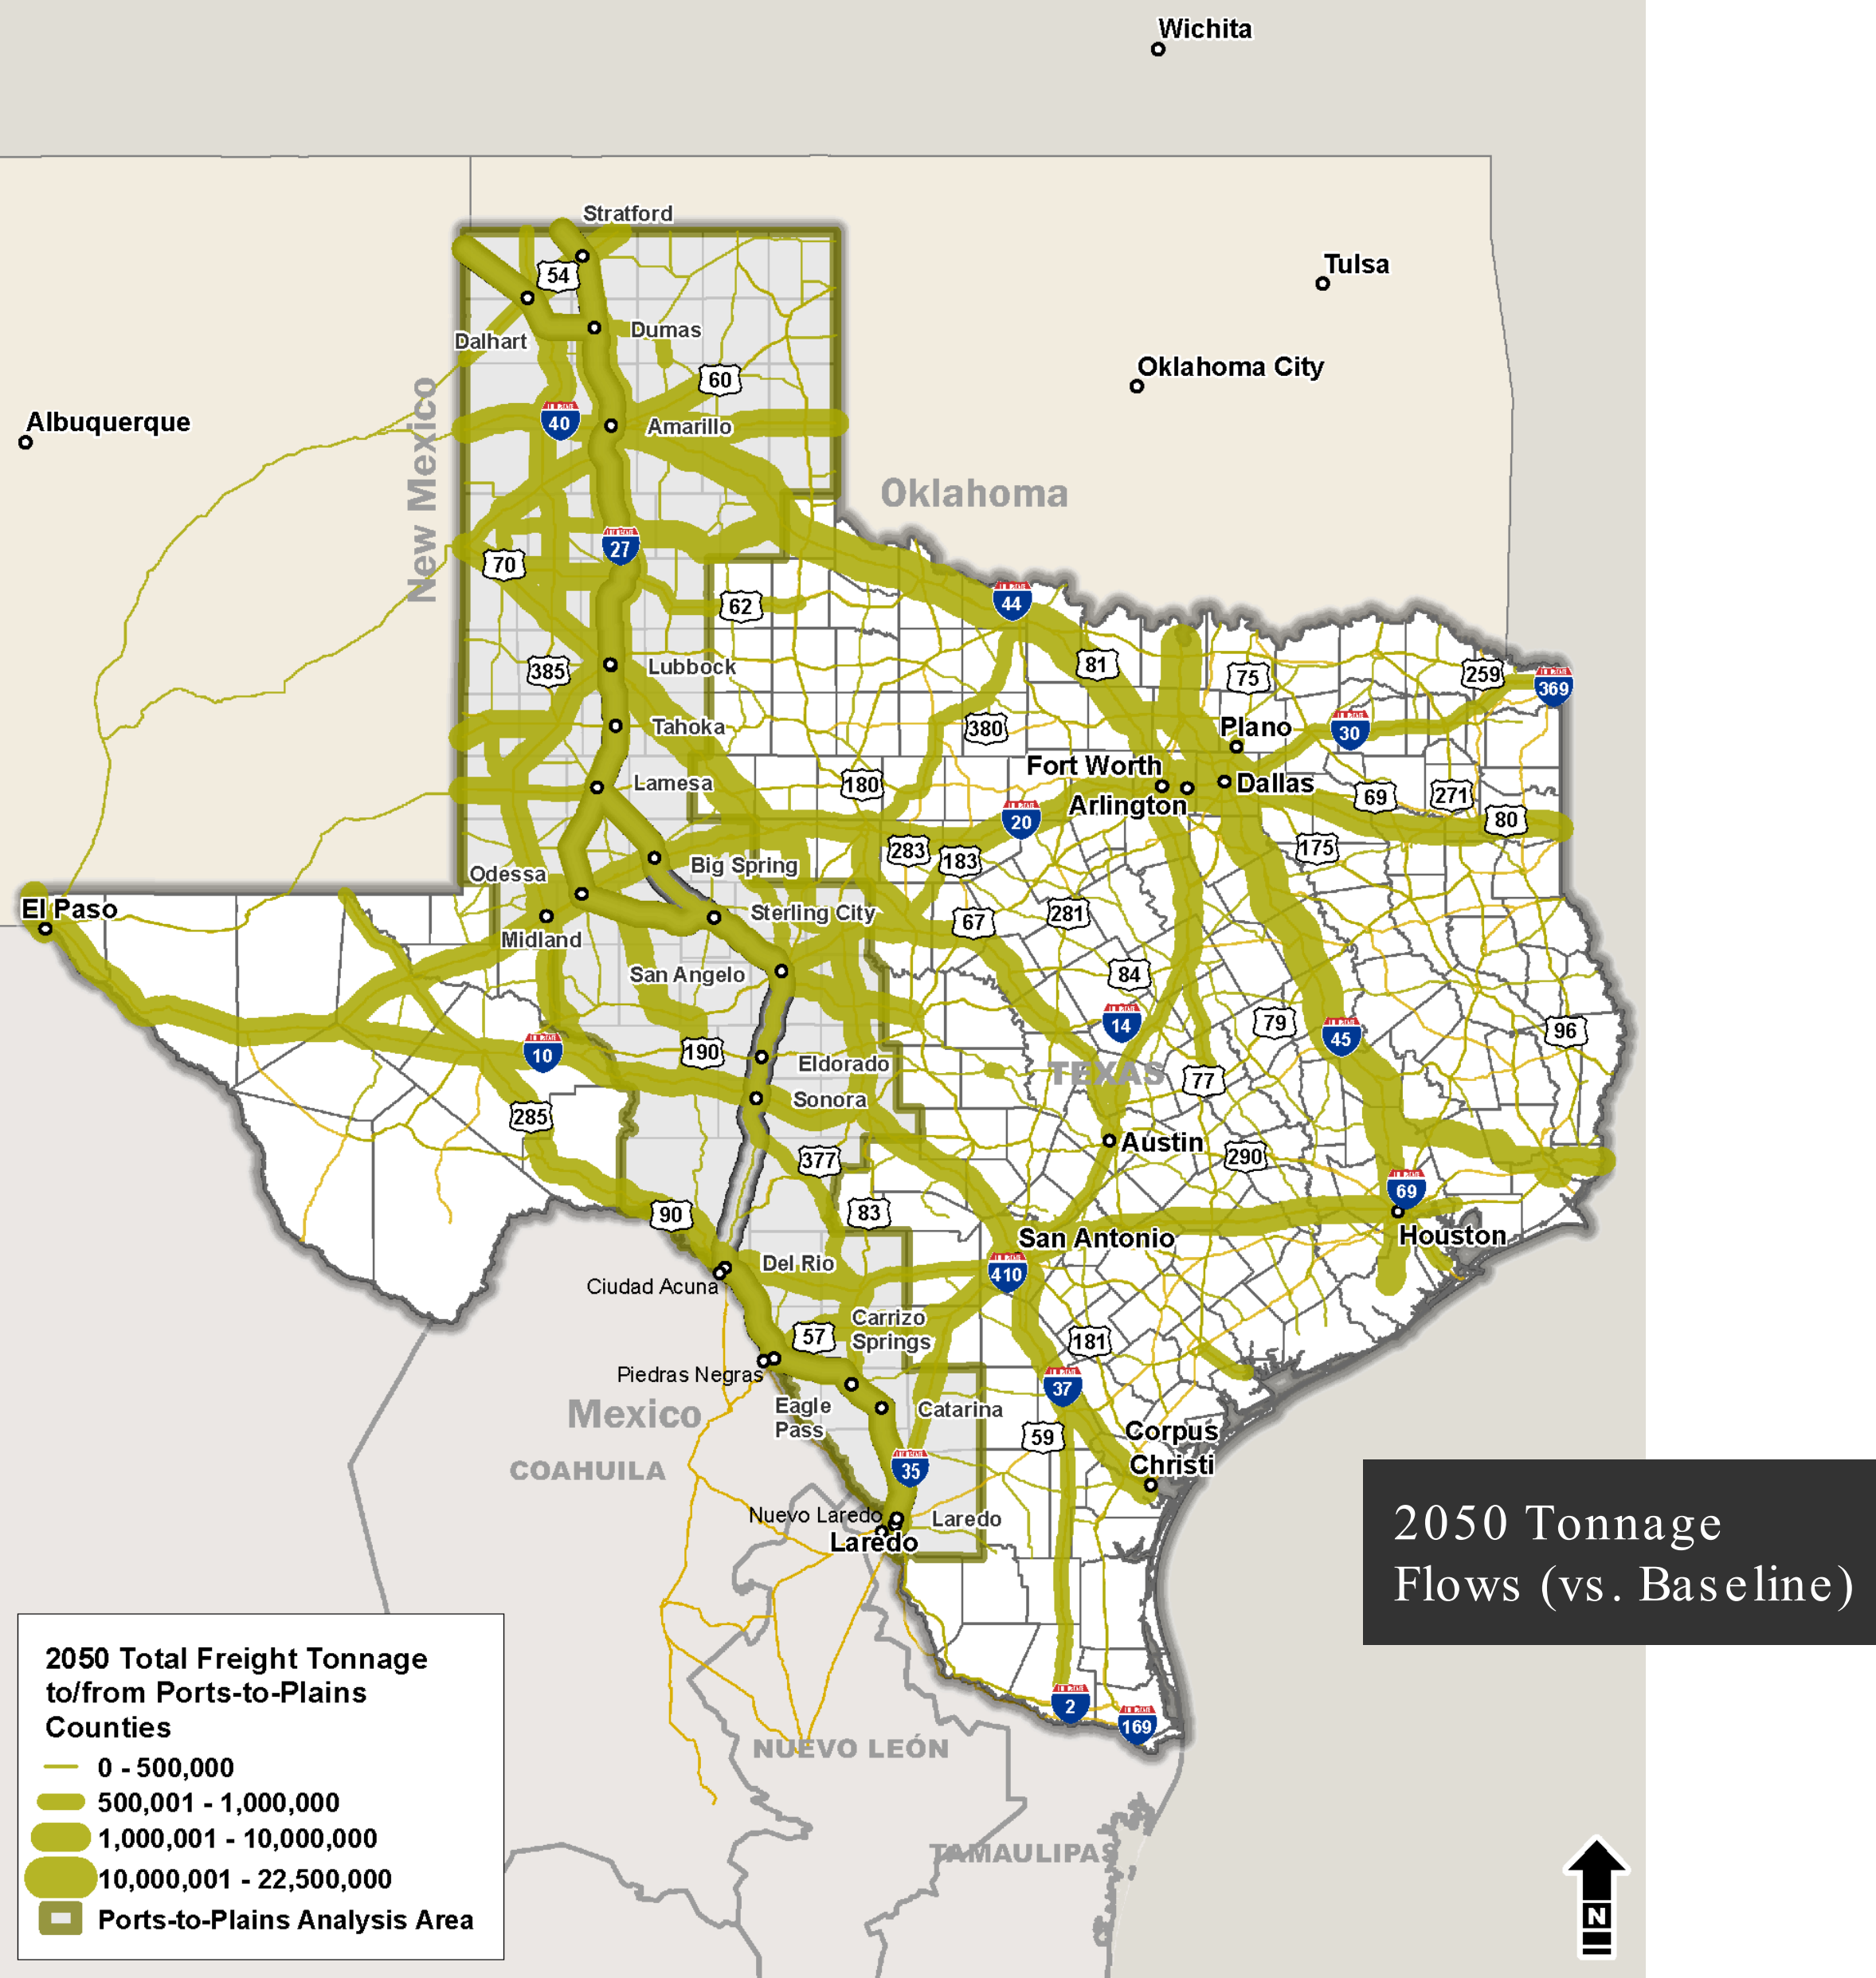 Wichita
Stratford
Tulsa
54
Dalhart
Dumas
60
Oklahoma City
New Mexico
Albuquerque
40
Amarillo
Oklahoma
27
70
62
44
385
Lubbock
81
75
259
369
Tahoka
380
Plano
30
Lamesa
180
Fort Worth
Dallas
Arlington
69
271
20
80
283
183
175
Odessa
Big Spring
El Paso
Sterling City
67
281
Midland
San Angelo
84
14
79
45
96
10
190
Eldorado
TEXAS
77
285
Sonora
Austin
377
290
90
83
69
San Antonio
Houston
Del Rio
410
Ciudad Acuna
57
Carrizo
Springs
181
Piedras Negras
37
Mexico
Eagle
Pass
Catarina
59
Corpus
Christi
COAHUILA
35
Nuevo Laredo
Laredo
Laredo
2050 Tonnage
Flows (vs. Baseline)
2
169
NUEVO LEÓN
TAMAULIPAS
2050 Total Freight Tonnage
to/from Ports-to-Plains
Counties
0 - 500,000
500,001 - 1,000,000
1,000,001 - 10,000,000
10,000,001 - 22,500,000
Ports-to-Plains Analysis Area
N